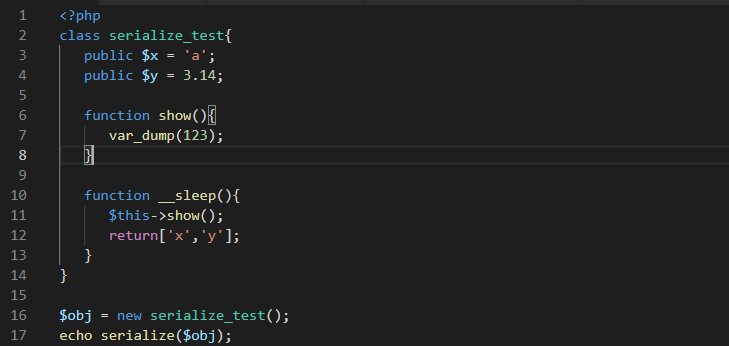 1 <?php
2 class serialize_test{
3 public $x = 'a';
4 public $y = 3.14;
5
6 function show(){
7 var_dump(123);
8 }
9
10 function __sleep(){
11 $this->show();
12 return['x','y'];
13 }
14 }
15
16 $obj = new serialize_test();
17 echo serialize($obj);